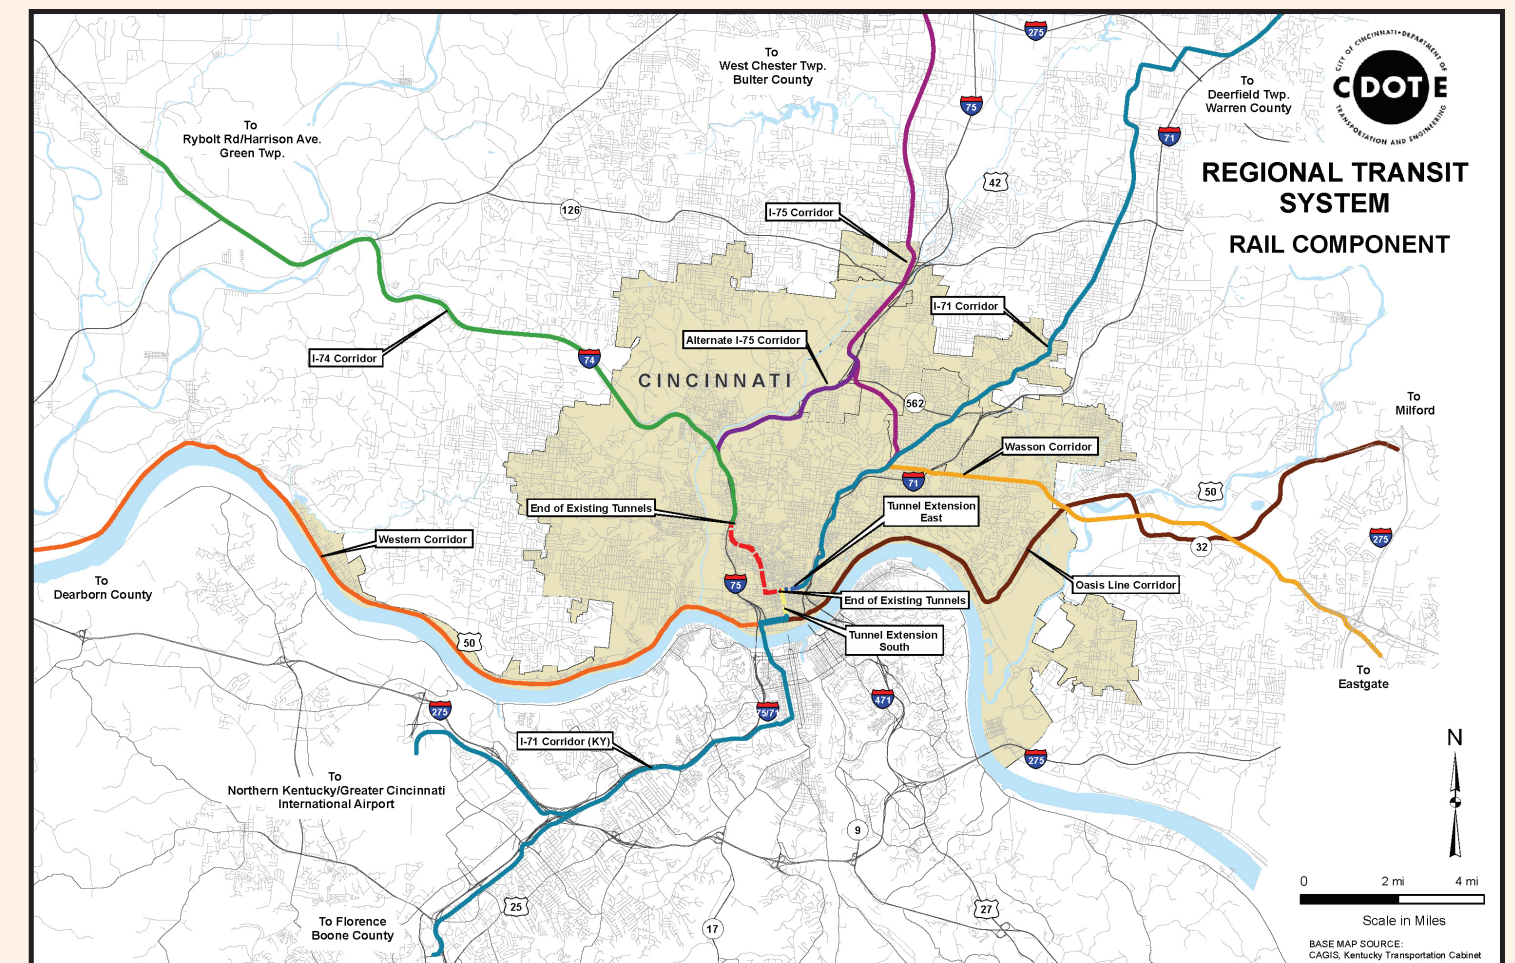 To
West Chester Twp.
Bulter County
275
75
To
Deerfield Twp.
Warren County
71
CITY OF CINCINNATI • DEPARTMENT OF
C DOT E
TRANSPORTATION AND ENGINEERING
REGIONAL TRANSIT
SYSTEM
RAIL COMPONENT
To
Rybolt Rd/Harrison Ave.
Green Twp.
42
126
I-75 Corridor
I-71 Corridor
Alternate I-75 Corridor
I-74 Corridor
74
CINCINNATI
562
To
Milford
Wasson Corridor
71
50
End of Existing Tunnels
Tunnel Extension
East
Western Corridor
32
275
To
Dearborn County
75
Oasis Line Corridor
End of Existing Tunnels
Tunnel Extension
South
50
To
Eastgate
275
75/71
471
I-71 Corridor (KY)
275
N
To
Northern Kentucky/Greater Cincinnati
International Airport
9
0 2 mi 4 mi
Scale in Miles
25
27
17
To Florence
Boone County
BASE MAP SOURCE:
CAGIS, Kentucky Transportation Cabinet